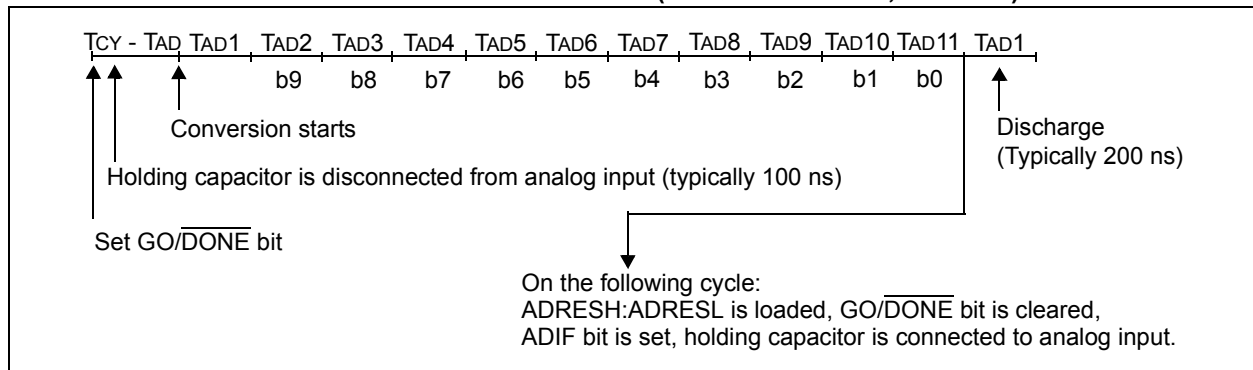 TCY - TAD TAD1 TAD2 TAD3 TAD4 TAD5 TAD6 TAD7 TAD8 TAD9 TAD10 TAD11 TAD1
b9 b8 b7 b6 b5 b4 b3 b2 b1 b0
Conversion starts
Discharge
(Typically 200 ns)
Holding capacitor is disconnected from analog input (typically 100 ns)
Set GO/DONE bit
On the following cycle:
ADRESH:ADRESL is loaded, GO/DONE bit is cleared,
ADIF bit is set, holding capacitor is connected to analog input.